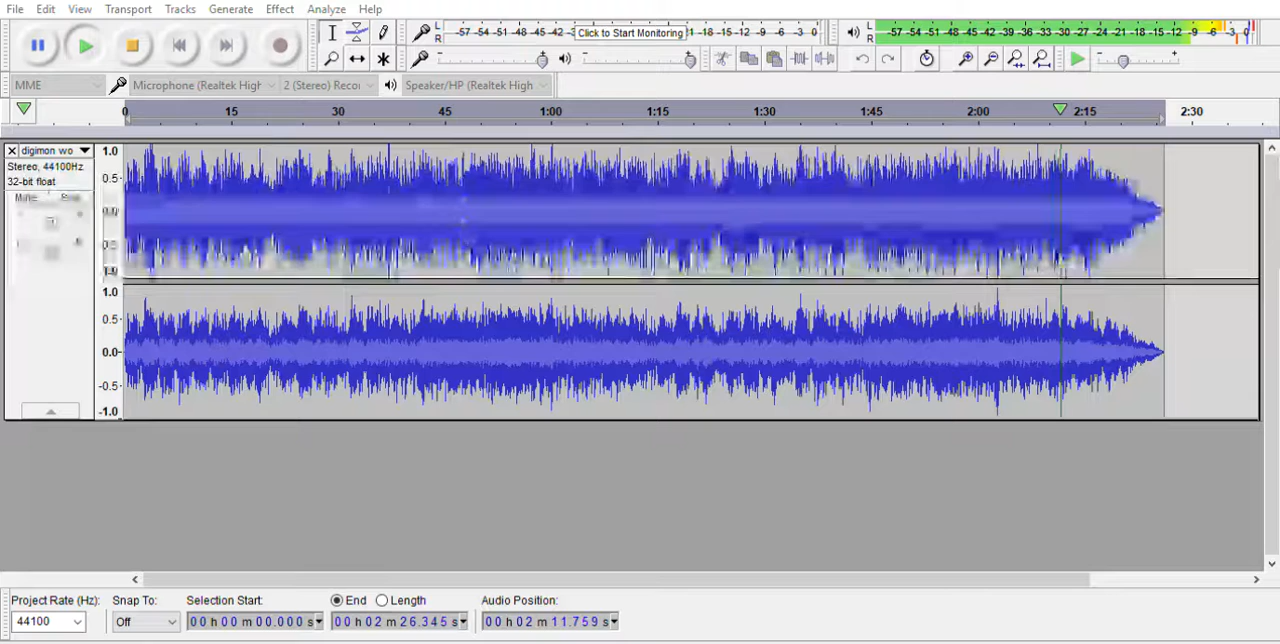 File Edit View Transport Tracks Generate Effect Analyze Help
L R -57 -54 -51 -48 -45 -42 -3 Click to Start Monitoring 1 -18 -15 -12 -9 -6 -3 0
L R -57 -54 -51 -48 -45 -42 -39 -36 -33 -30 -27 -24 -21 -18 -15 -12 -9 -6 -3 0
MME Microphone (Realtek High 2 (Stereo) Recor Speaker/HP (Realtek High
0 15 30 45 1:00 1:15 1:30 1:45 2:00 2:15 2:30
digimon wo 1.0
Stereo, 44100Hz 0.5
32-bit float
Mute Solo
0.0
1.0
0.5
0.0
-0.5
-1.0
Project Rate (Hz): Snap To: Selection Start: End Length Audio Position:
44100 Off 00 h 00 m 00.000 s 00 h 02 m 26.345 s 00 h 02 m 11.759 s